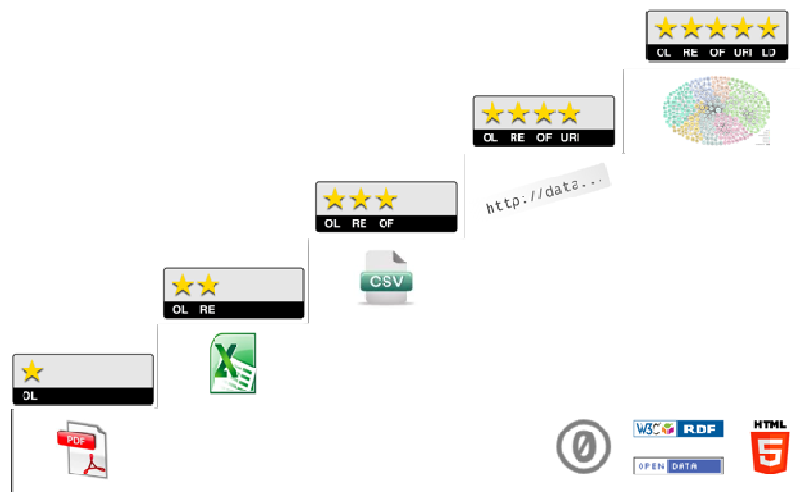 OL RE OF URI LD
OL RE OF URI
http://data...
OL RE OF
CSV
OL RE
X
OL
PDF
0
W3C RDF
OPEN DATA
HTML
5